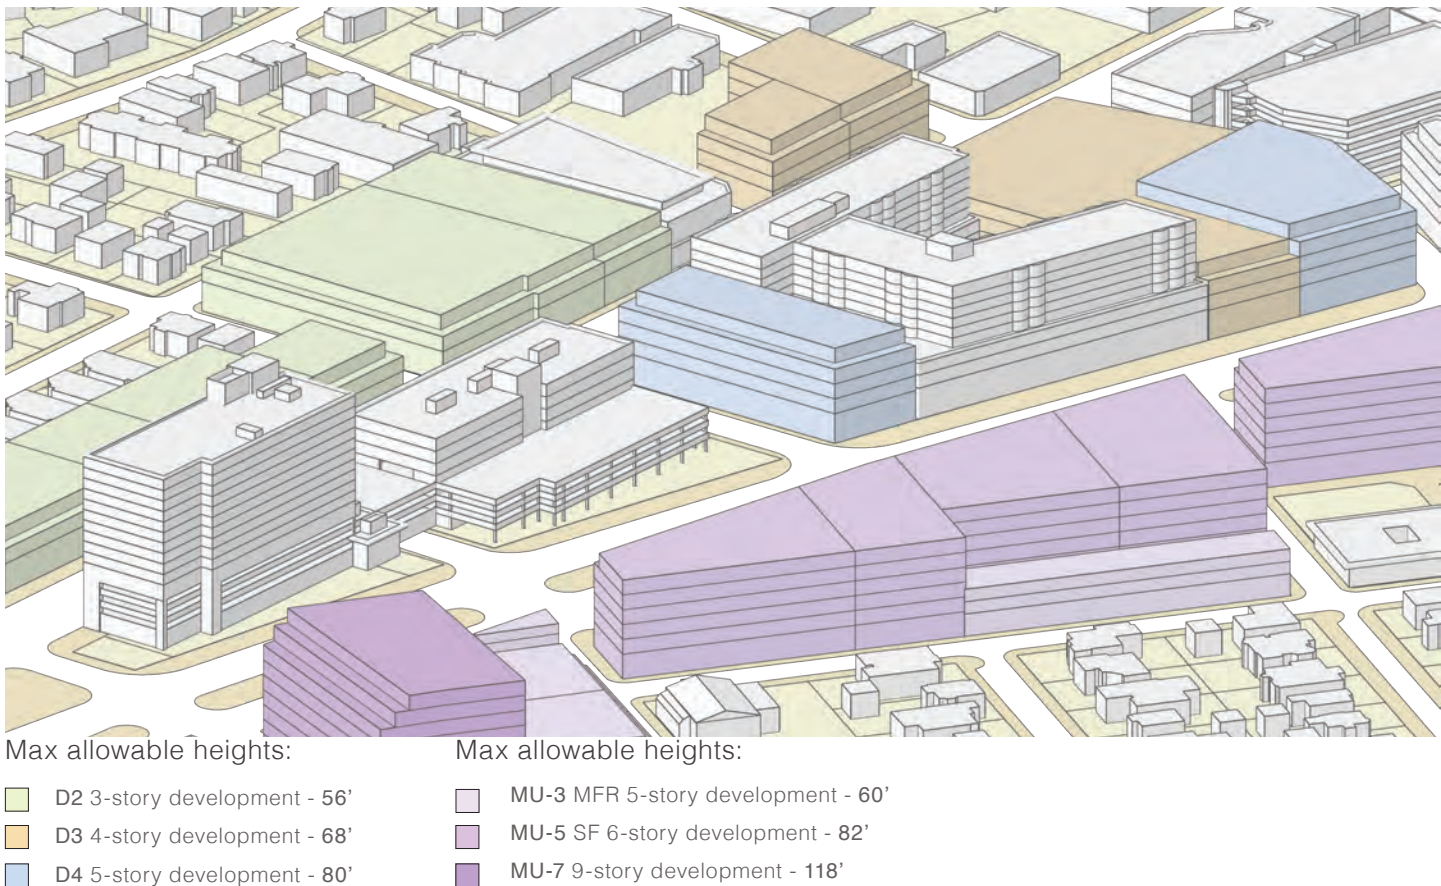 Max allowable heights:
D2 3-story development - 56’
D3 4-story development - 68’
D4 5-story development - 80’
Max allowable heights:
MU-3 MFR 5-story development - 60’
MU-5 SF 6-story development - 82’
MU-7 9-story development - 118’